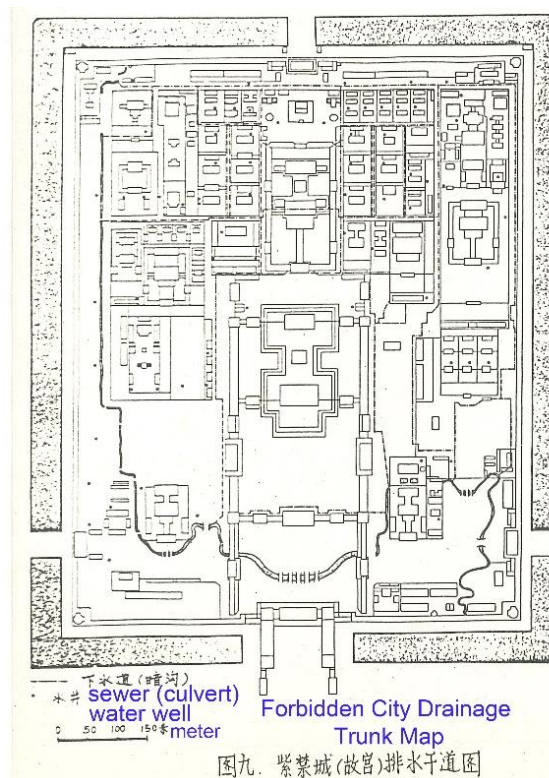 下水道(暗沟)
水井 sewer (culvert)
water well
0 50 100 150米 meter
Forbidden City Drainage
Trunk Map
图九. 紫禁城(故宫)排水干道图